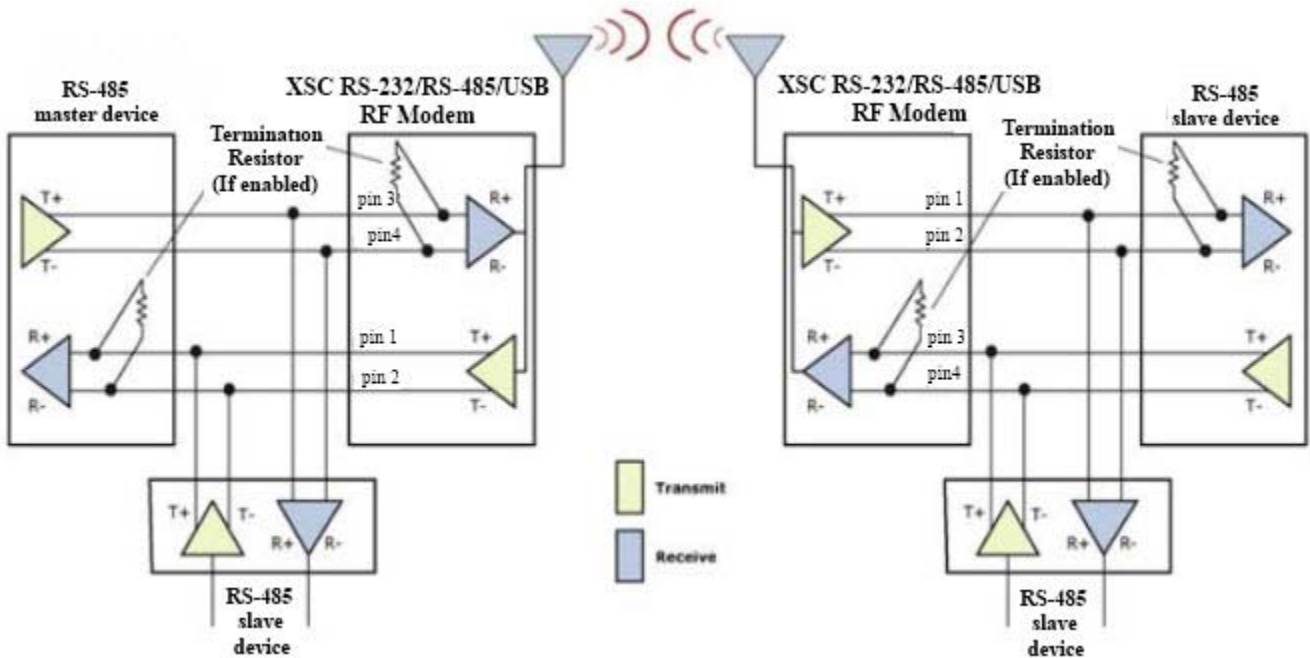 RS-485
master device
XSC RS-232/RS-485/USB
RF Modem
Termination
Resistor
(If enabled)
T+
T-
R+
R-
pin 3
pin4
R+
R-
pin 1
pin 2
T+
T-
T+
T-
R+
R-
RS-485
slave
device
XSC RS-232/RS-485/USB
RF Modem
RS-485
slave device
Termination
Resistor
(If enabled)
T+
T-
pin 1
pin 2
R+
R-
R+
R-
pin 3
pin4
T+
T-
T+
T-
R+
R-
RS-485
slave
device
Transmit
Receive